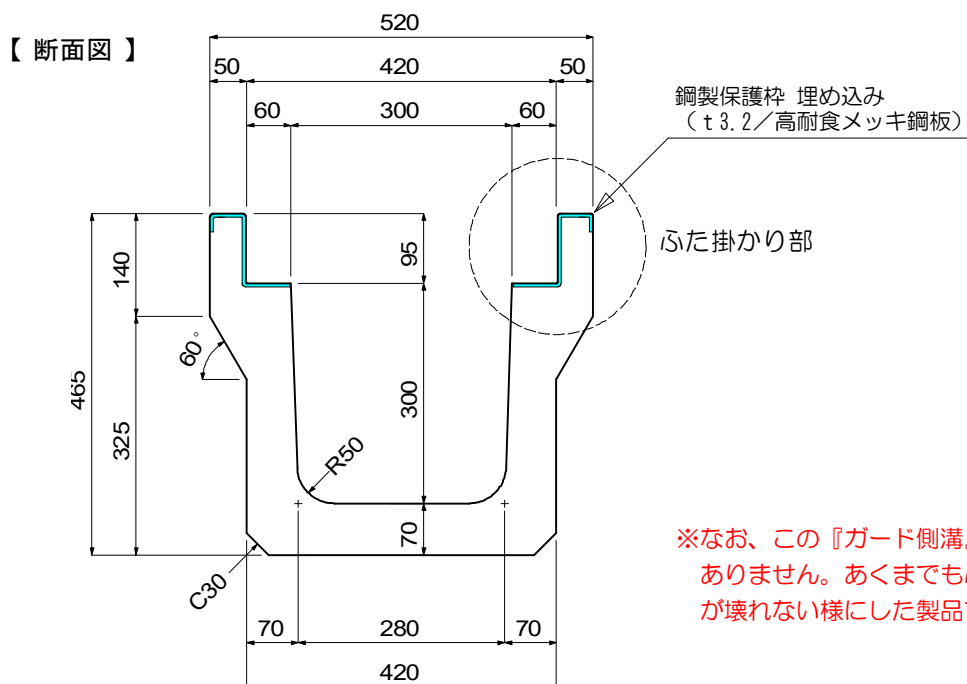 【 断面図 】
520
50
420
50
60
300
60
鋼製保護枠 埋め込み
（ｔ3.2／高耐食メッキ鋼板）
ふた掛かり部
140
95
60°
465
325
300
R50
70
C30
70
280
70
420
※なお、この『ガード側溝』
ありません。あくまでも
が壊れない様にした製品